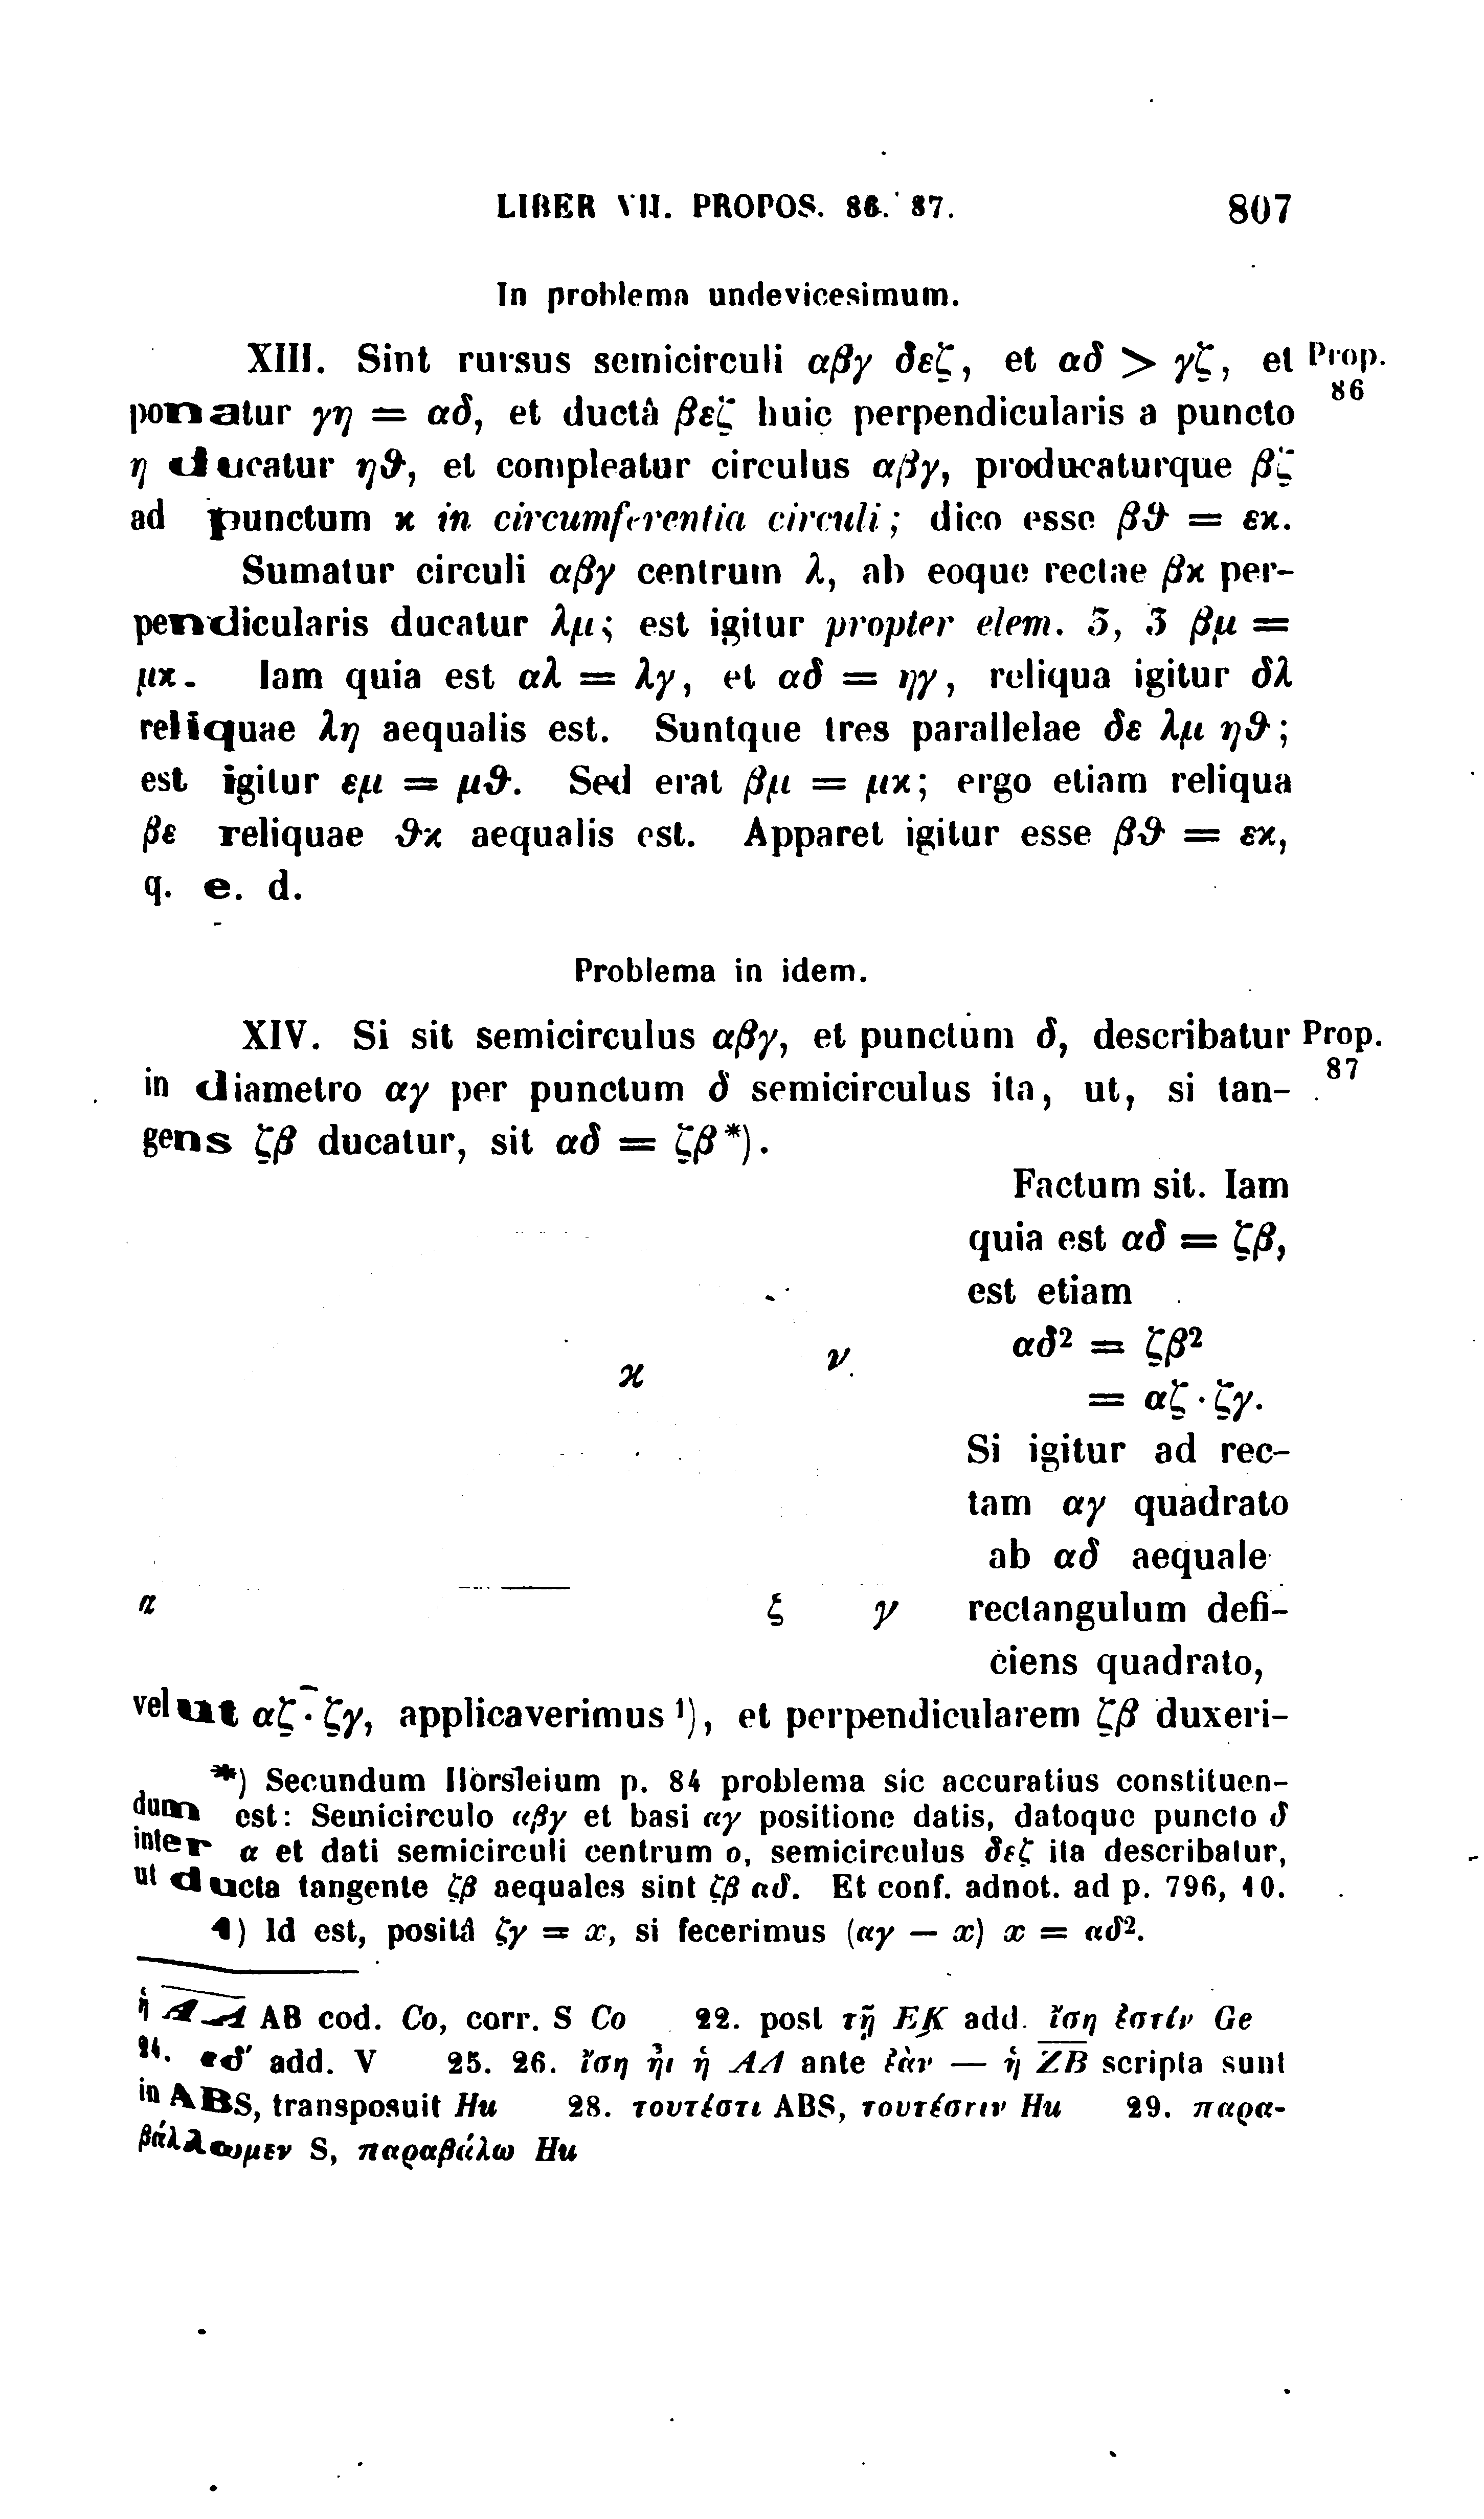 LIBER VII. PROPOS. 86. 87. 807
In problema undevicesimum.
XIII. Sint rursus semicirculi αβγ δεζ, et αδ > γζ, et Prop. 86
ponatur γη = αδ, et ductâ βεζ huic perpendicularis a puncto
η ducatur ηϑ, et compleatur circulus αβγ, producaturque βζ
ad punctum ϰ in circumferentia circuli; dico esse βϑ = εϰ.
Sumatur circuli αβγ centrum λ, ab eoque rectae βϰ per-
pendicularis ducatur λμ; est igitur propter elem. 3, 3 βμ =
μϰ. Iam quia est αλ = λγ, et αδ = ηγ, reliqua igitur δλ
reliquae λη aequalis est. Suntque tres parallelae δε λμ ηϑ;
est igitur εμ = μϑ. Sed erat βμ = μϰ; ergo etiam reliqua
βε reliquae ϑϰ aequalis est. Apparet igitur esse βϑ = εϰ,
q. e. d.
Problema in idem.
XIV. Si sit semicirculus αβγ, et punctum δ, describatur Prop. 87
in diametro αγ per punctum δ semicirculus ita, ut, si tan-
gens ζβ ducatur, sit αδ = ζβ*).
Factum sit. Iam
quia est αδ = ζβ,
est etiam
αδ² = ζβ²
= αζ · ζγ.
Si igitur ad rec-
tam αγ quadrato
ab αδ aequale
rectangulum defi-
ciens quadrato,
ϰ
ν
α ξ γ
velut αζ · ζγ, applicaverimus ¹), et perpendicularem ζβ duxeri-
*) Secundum Horsleium p. 84 problema sic accuratius constituen-
dum est: Semicirculo αβγ et basi αγ positione datis, datoque puncto δ
inter α et dati semicirculi centrum o, semicirculus δεζ ita describatur,
ut ducta tangente ζβ aequales sint ζβ αδ. Et conf. adnot. ad p. 796, 10.
1) Id est, positâ ζγ = x, si fecerimus (αγ — x) x = αδ².
ἡ ΑΔ AB cod. Co, corr. S Co 22. post τῇ ΕΚ add. ἴση ἐστίν Ge
24. ιδ′ add. V 25. 26. ἴση ἦι ἡ ΑΔ ante ἐὰν — ἡ ΖΒ scripta sunt
in ABS, transposuit Hu 28. τουτέστι ABS, τουτέστιν Hu 29. παρα-
βάλλωμεν S, παραβάλω Hu